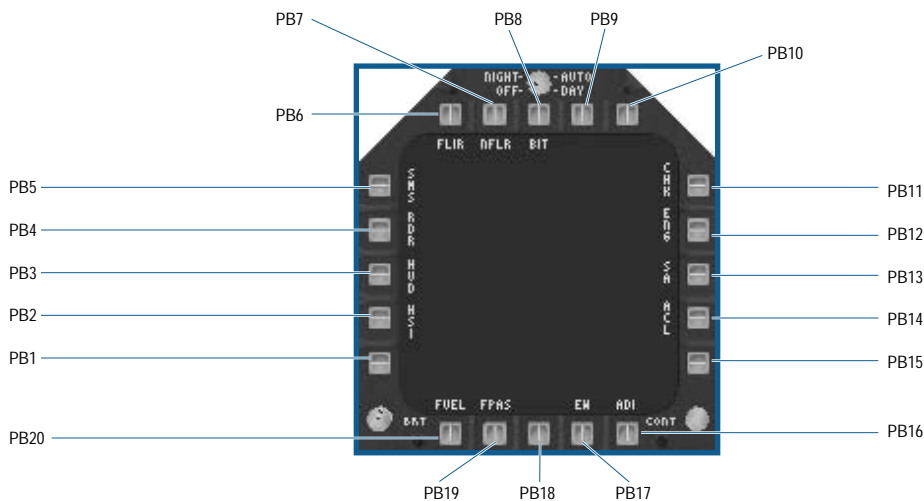 PB7
PB8
PB9
PB10
NIGHT- -AUTO
OFF- -DAY
PB6
FLIR NFLR BIT
PB5
SMS
CHK
PB11
PB4
RDR
ENG
PB12
PB3
HUD
SA
PB13
PB2
HSI
ACL
PB14
PB1
PB15
FUEL FPAS EW ADI
BRT
CONT
PB20
PB16
PB19
PB18
PB17